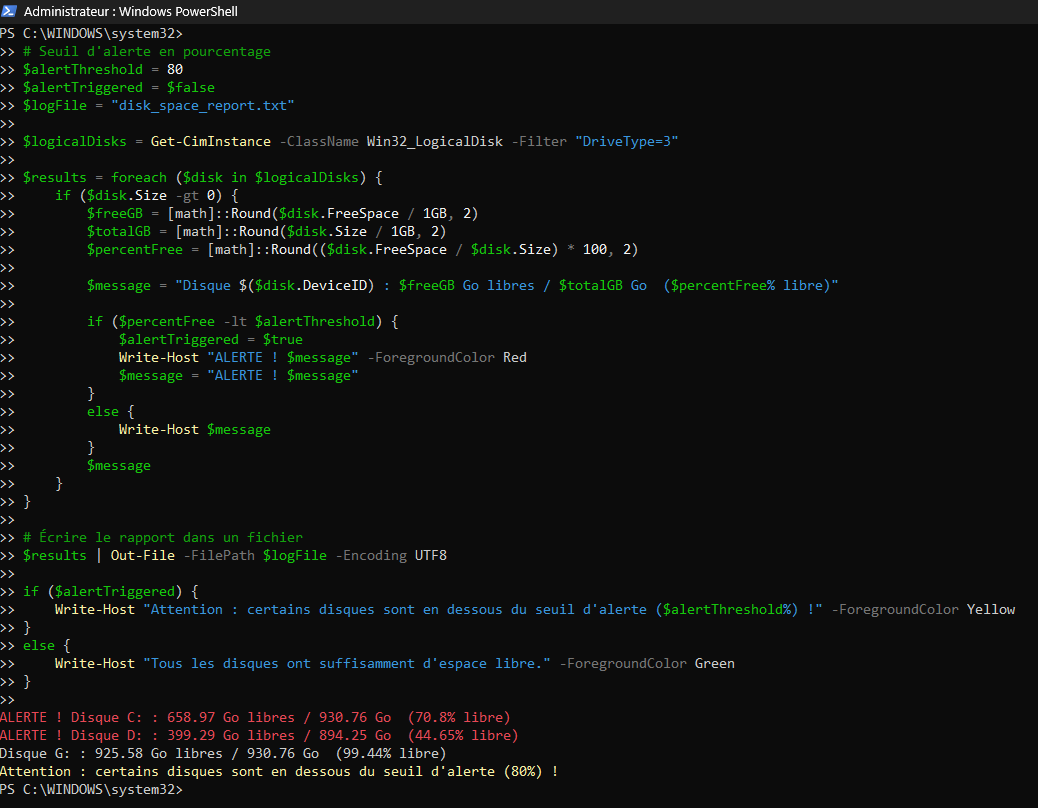 Administrateur : Windows PowerShell
PS C:\WINDOWS\system32>
>> # Seuil d'alerte en pourcentage
>> $alertThreshold = 80
>> $alertTriggered = $false
>> $logFile = "disk_space_report.txt"
>>
>> $logicalDisks = Get-CimInstance -ClassName Win32_LogicalDisk -Filter "DriveType=3"
>>
>> $results = foreach ($disk in $logicalDisks) {
>>     if ($disk.Size -gt 0) {
>>         $freeGB = [math]::Round($disk.FreeSpace / 1GB, 2)
>>         $totalGB = [math]::Round($disk.Size / 1GB, 2)
>>         $percentFree = [math]::Round(($disk.FreeSpace / $disk.Size) * 100, 2)
>>
>>         $message = "Disque $($disk.DeviceID) : $freeGB Go libres / $totalGB Go  ($percentFree% libre)"
>>
>>         if ($percentFree -lt $alertThreshold) {
>>             $alertTriggered = $true
>>             Write-Host "ALERTE ! $message" -ForegroundColor Red
>>             $message = "ALERTE ! $message"
>>         }
>>         else {
>>             Write-Host $message
>>         }
>>         $message
>>     }
>> }
>>
>> # Écrire le rapport dans un fichier
>> $results | Out-File -FilePath $logFile -Encoding UTF8
>>
>> if ($alertTriggered) {
>>     Write-Host "Attention : certains disques sont en dessous du seuil d'alerte ($alertThreshold%) !" -ForegroundColor Yellow
>> }
>> else {
>>     Write-Host "Tous les disques ont suffisamment d'espace libre." -ForegroundColor Green
>> }
>>
ALERTE ! Disque C: : 658.97 Go libres / 930.76 Go  (70.8% libre)
ALERTE ! Disque D: : 399.29 Go libres / 894.25 Go  (44.65% libre)
Disque G: : 925.58 Go libres / 930.76 Go  (99.44% libre)
Attention : certains disques sont en dessous du seuil d'alerte (80%) !
PS C:\WINDOWS\system32>